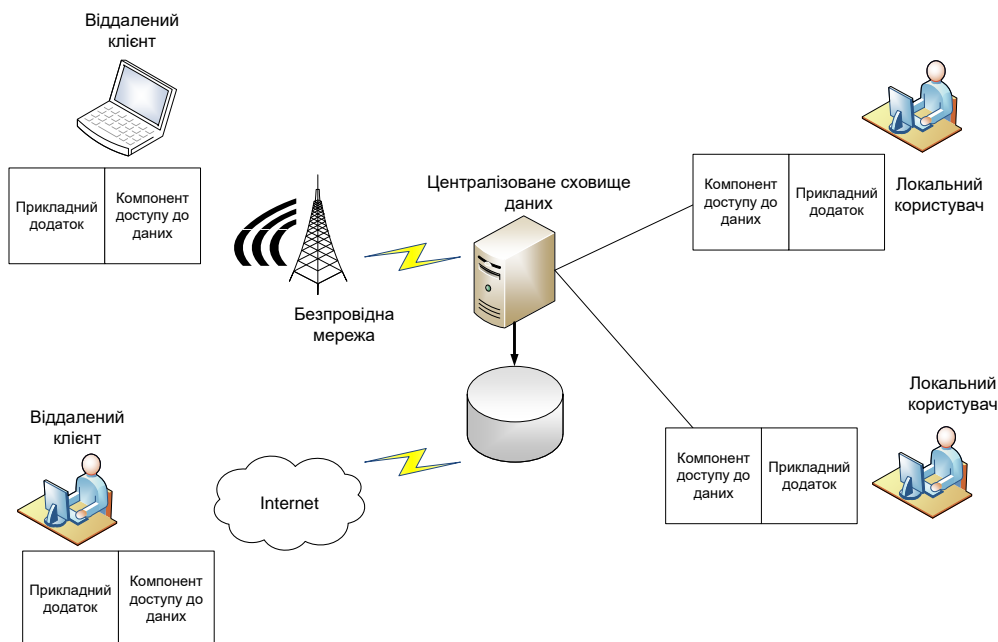 Віддалений
клієнт
Прикладний
додаток
Компонент
доступу до
даних
Безпровідна
мережа
Централізоване сховище
даних
Компонент
доступу до
даних
Прикладний
додаток
Локальний
користувач
Віддалений
клієнт
Internet
Прикладний
додаток
Компонент
доступу до
даних
Компонент
доступу до
даних
Прикладний
додаток
Локальний
користувач